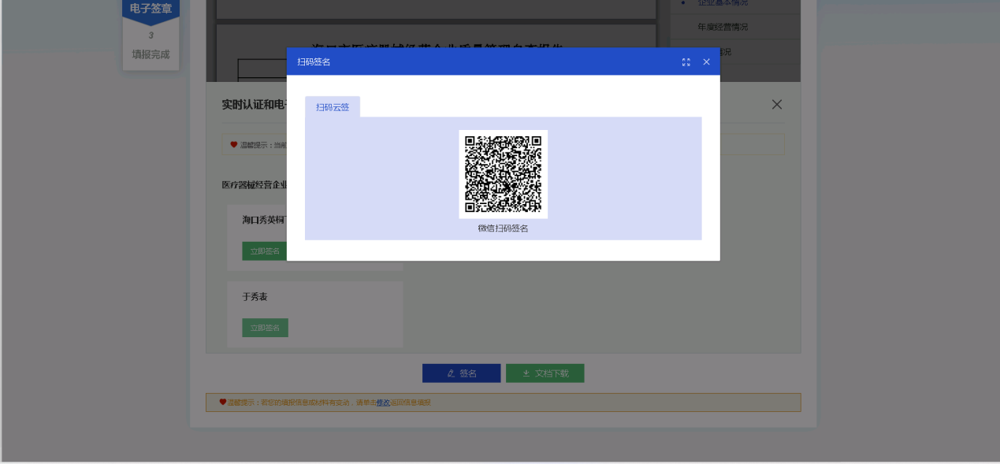 电子签章
3
填报完成
企业基本情况
年度经营情况
情况
海口市医疗器械经营企业质量管理自查报告
扫码签名
扫码云签
微信扫码签名
实时认证和电子
温馨提示：当前
医疗器械经营企业
海口秀英桐
立即签名
于秀表
立即签名
签名
文档下载
温馨提示：若您的填报信息或材料有变动，请单击修改返回信息填报